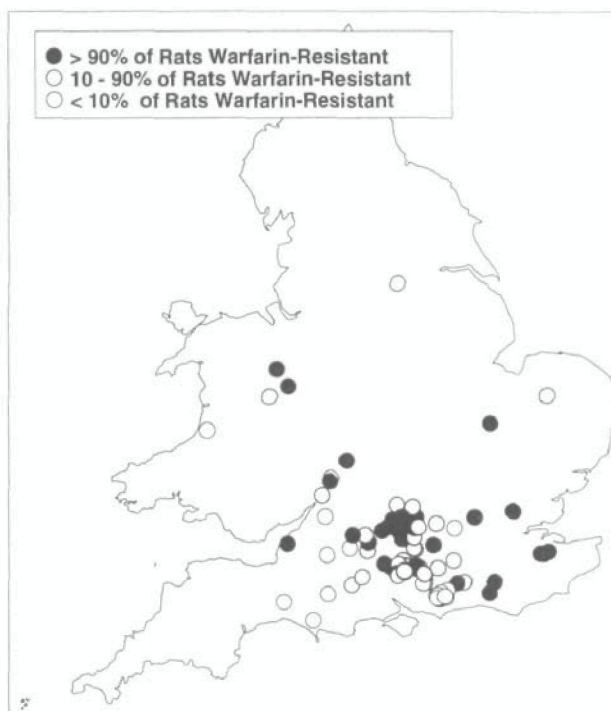 > 90% of Rats Warfarin-Resistant
10 - 90% of Rats Warfarin-Resistant
< 10% of Rats Warfarin-Resistant